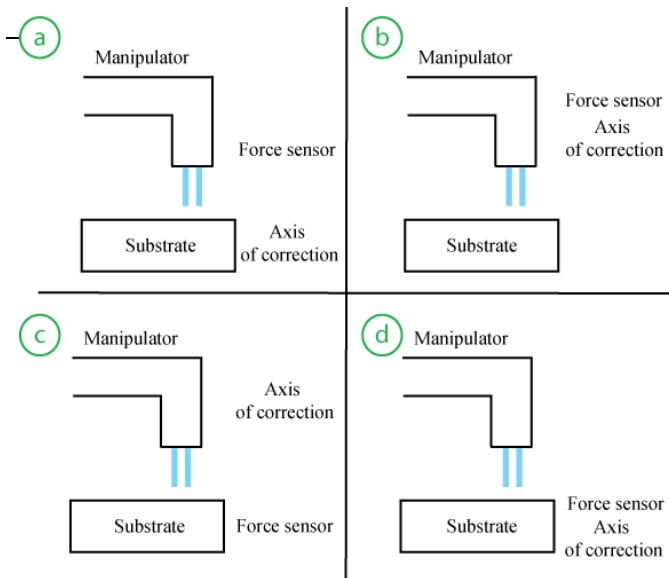 a
Manipulator
Force sensor
Substrate
Axis
of correction
b
Manipulator
Force sensor
Axis
of correction
Substrate
c
Manipulator
Axis
of correction
Substrate
Force sensor
d
Manipulator
Substrate
Force sensor
Axis
of correction